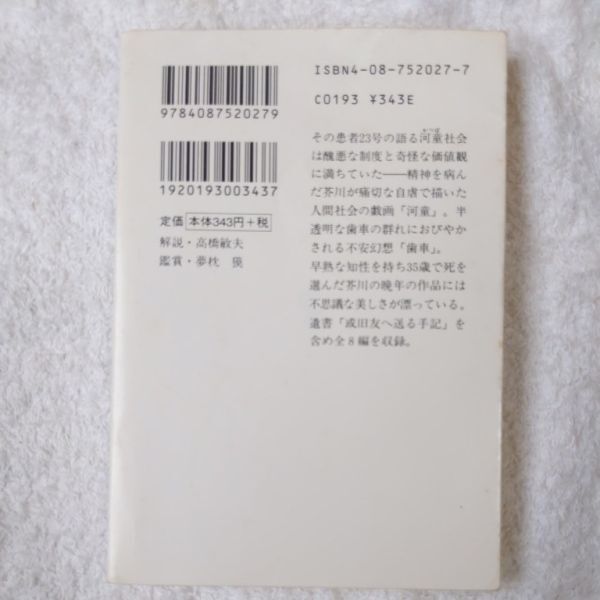 ISBN4-08-752027-7
C0193 ¥343E
9784087520279
1920193003437
定価 本体343円+税
解説・高橋敏夫
鑑賞・夢枕 獏
かっぱ
その患者23号の語る河童社会
は醜悪な制度と奇怪な価値観
に満ちていた――精神を病ん
だ芥川が痛切な自虐で描いた
人間社会の戯画「河童」。半
透明な歯車の群れにおびやか
される不安幻想「歯車」。
早熟な知性を持ち35歳で死を
選んだ芥川の晩年の作品には
不思議な美しさが漂っている。
遺書「或旧友へ送る手記」を
含め全8編を収録。